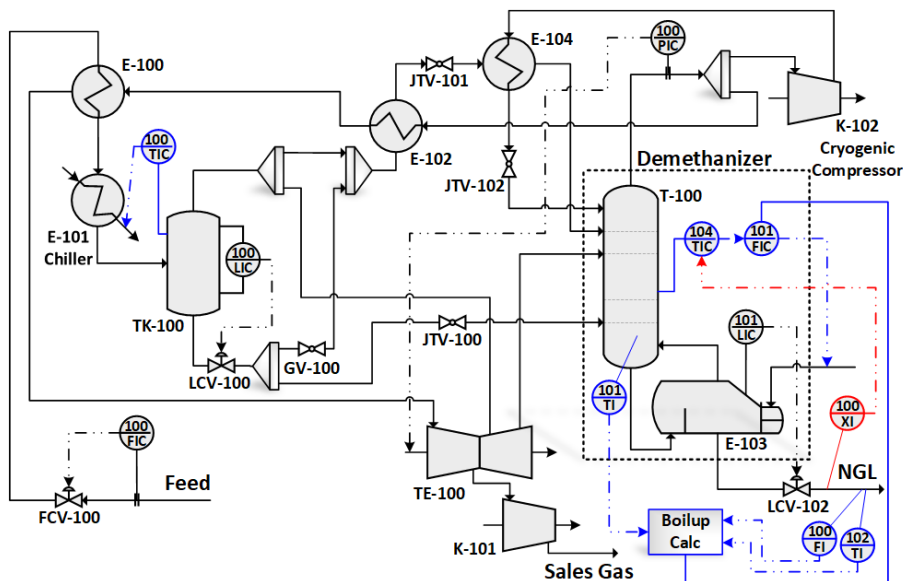 100
PIC
E-104
E-100
JTV-101
100
TIC
E-102
K-102
Cryogenic
Compressor
JTV-102
Demethanizer
T-100
E-101
Chiller
104
TIC
101
FIC
100
LIC
TK-100
101
LIC
JTV-100
LCV-100
GV-100
101
TI
100
XI
E-103
100
FIC
Feed
NGL
TE-100
LCV-102
FCV-100
Boilup
Calc
100
FI
102
TI
K-101
Sales Gas